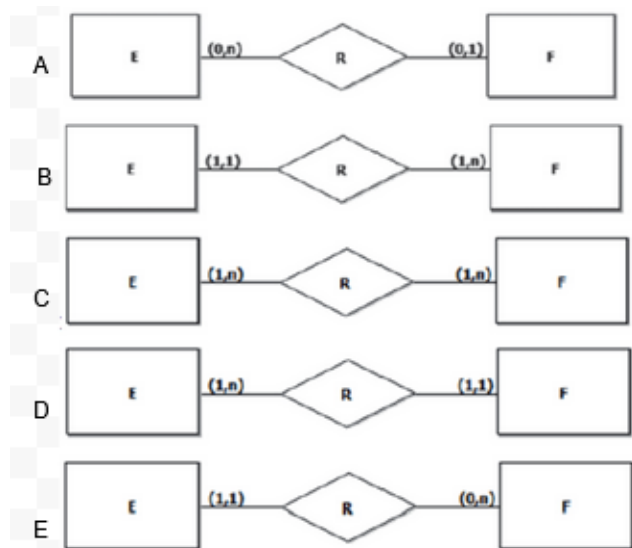 A E (0,n) R (0,1) F
B E (1,1) R (1,n) F
C E (1,n) R (1,n) F
D E (1,n) R (1,1) F
E E (1,1) R (0,n) F